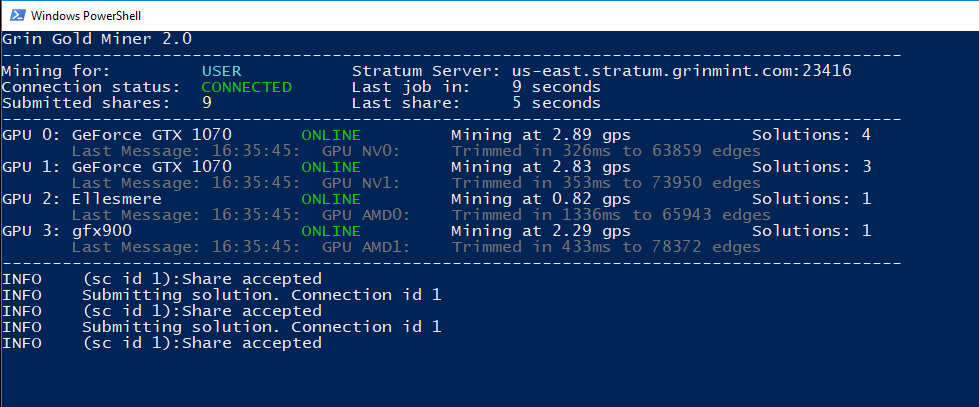 Windows PowerShell
Grin Gold Miner 2.0
--------------------------------------------------------------------------------------------
Mining for: USER Stratum Server: us-east.stratum.grinmint.com:23416
Connection status: CONNECTED Last job in: 9 seconds
Submitted shares: 9 Last share: 5 seconds
--------------------------------------------------------------------------------------------
GPU 0: GeForce GTX 1070 ONLINE Mining at 2.89 gps Solutions: 4
Last Message: 16:35:45: GPU NV0: Trimmed in 326ms to 63859 edges
GPU 1: GeForce GTX 1070 ONLINE Mining at 2.83 gps Solutions: 3
Last Message: 16:35:45: GPU NV1: Trimmed in 353ms to 73950 edges
GPU 2: Ellesmere ONLINE Mining at 0.82 gps Solutions: 1
Last Message: 16:35:45: GPU AMD0: Trimmed in 1336ms to 65943 edges
GPU 3: gfx900 ONLINE Mining at 2.29 gps Solutions: 1
Last Message: 16:35:45: GPU AMD1: Trimmed in 433ms to 78372 edges
--------------------------------------------------------------------------------------------
INFO (sc id 1):Share accepted
INFO Submitting solution. Connection id 1
INFO (sc id 1):Share accepted
INFO Submitting solution. Connection id 1
INFO (sc id 1):Share accepted